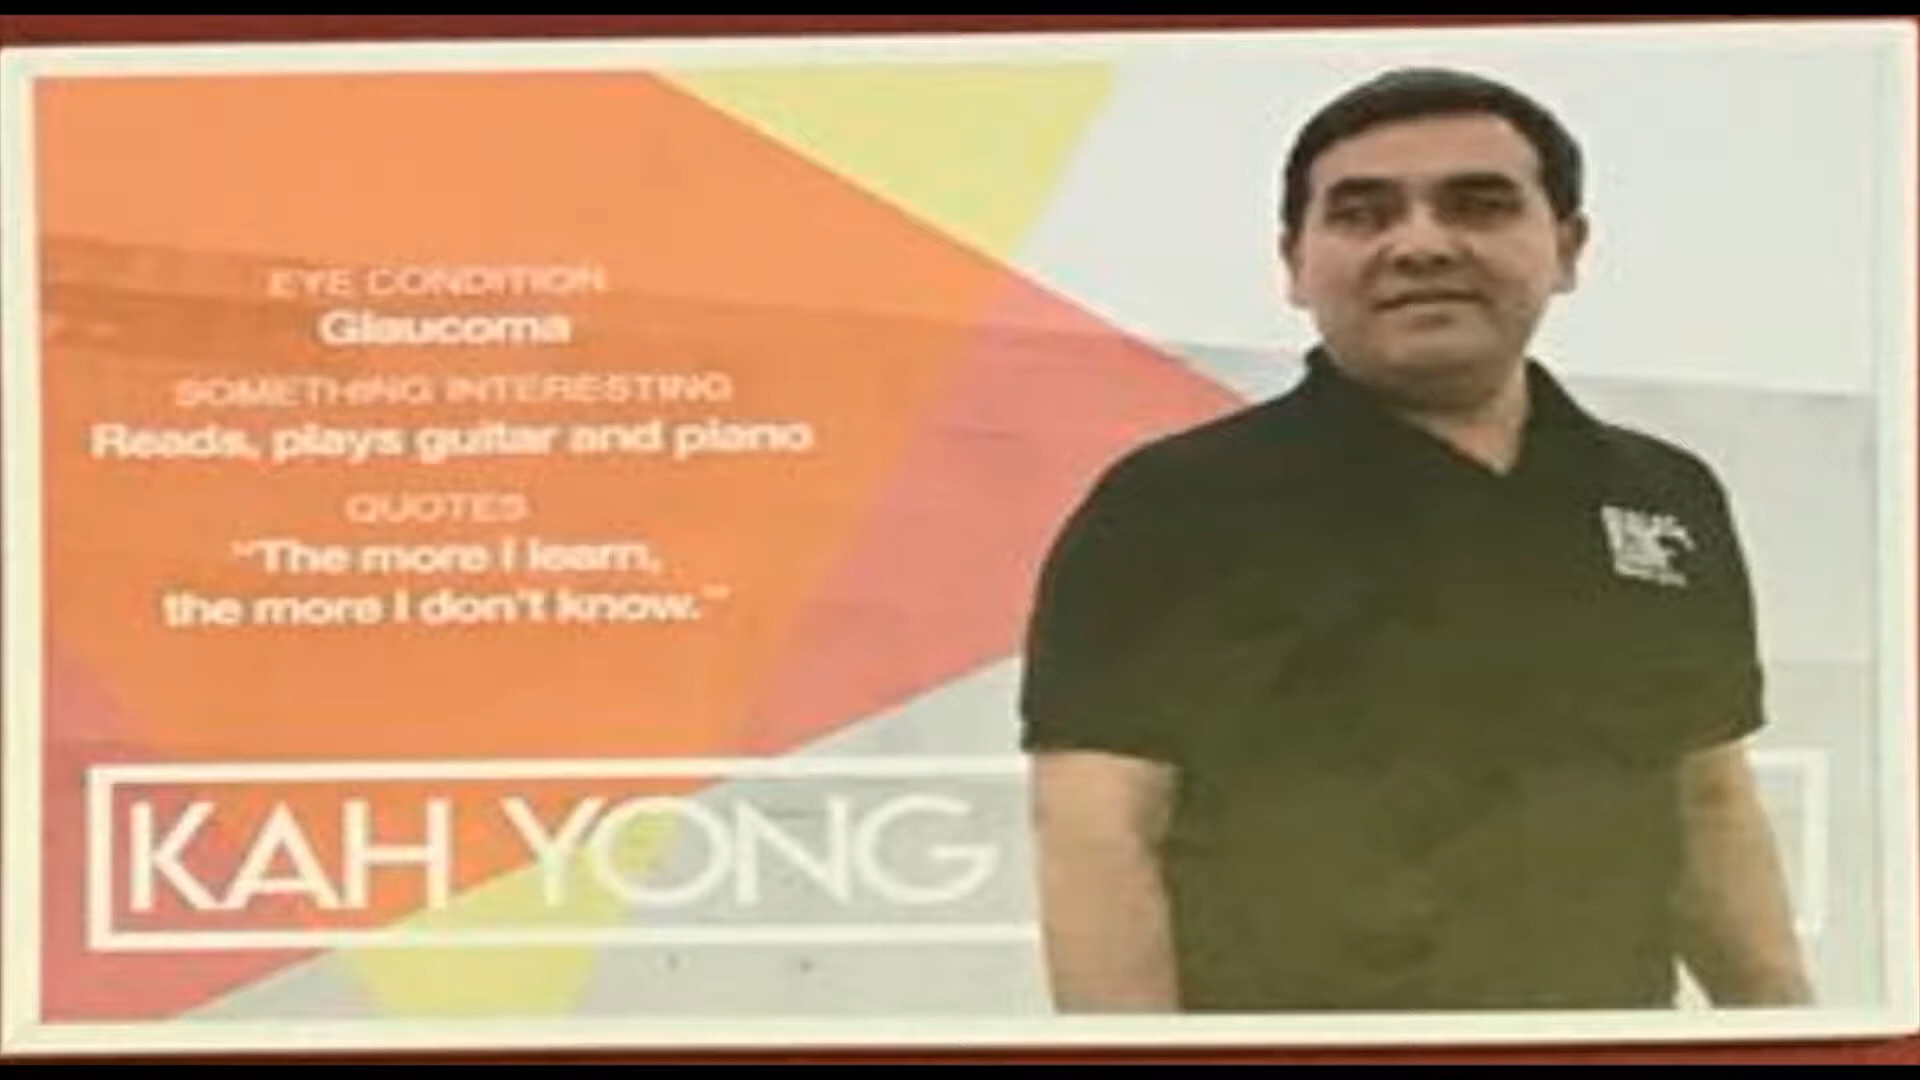 EYE CONDITION
Glaucoma
SOMETHING INTERESTING
Reads, plays guitar and piano
QUOTES
"The more I learn,
the more I don't know."
KAH YONG